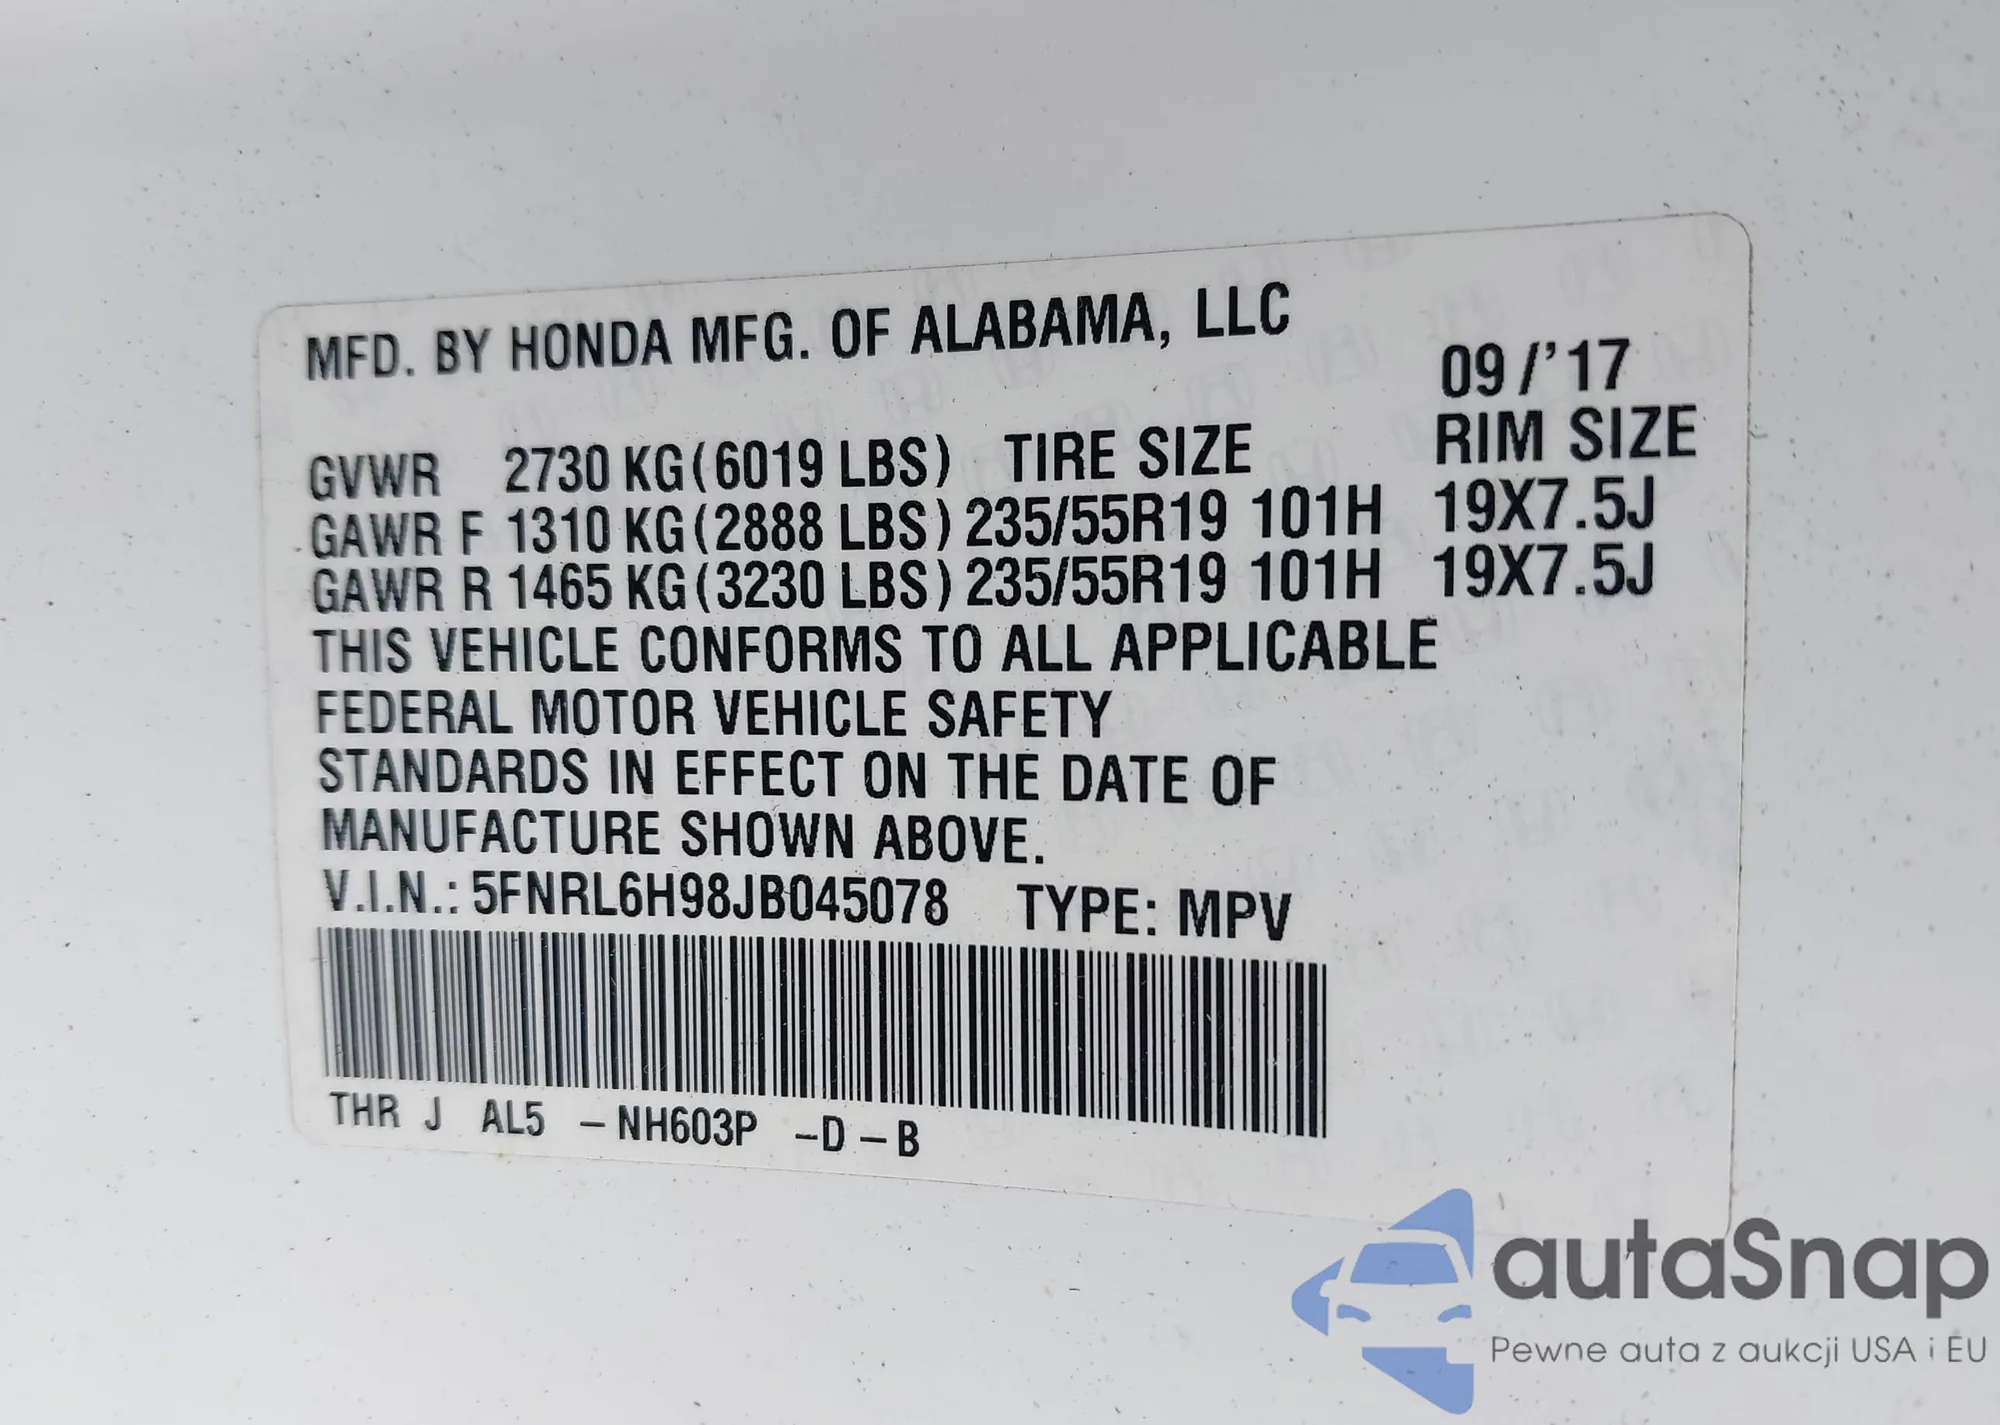 MFD. BY HONDA MFG. OF ALABAMA, LLC
09/'17
GVWR 2730 KG(6019 LBS) TIRE SIZE RIM SIZE
GAWR F 1310 KG(2888 LBS) 235/55R19 101H 19X7.5J
GAWR R 1465 KG(3230 LBS) 235/55R19 101H 19X7.5J
THIS VEHICLE CONFORMS TO ALL APPLICABLE
FEDERAL MOTOR VEHICLE SAFETY
STANDARDS IN EFFECT ON THE DATE OF
MANUFACTURE SHOWN ABOVE.
V.I.N.: 5FNRL6H98JB045078 TYPE: MPV
THR J AL5 -NH603P -D-B
autaSnap
Pewne auta z aukcji USA i EU